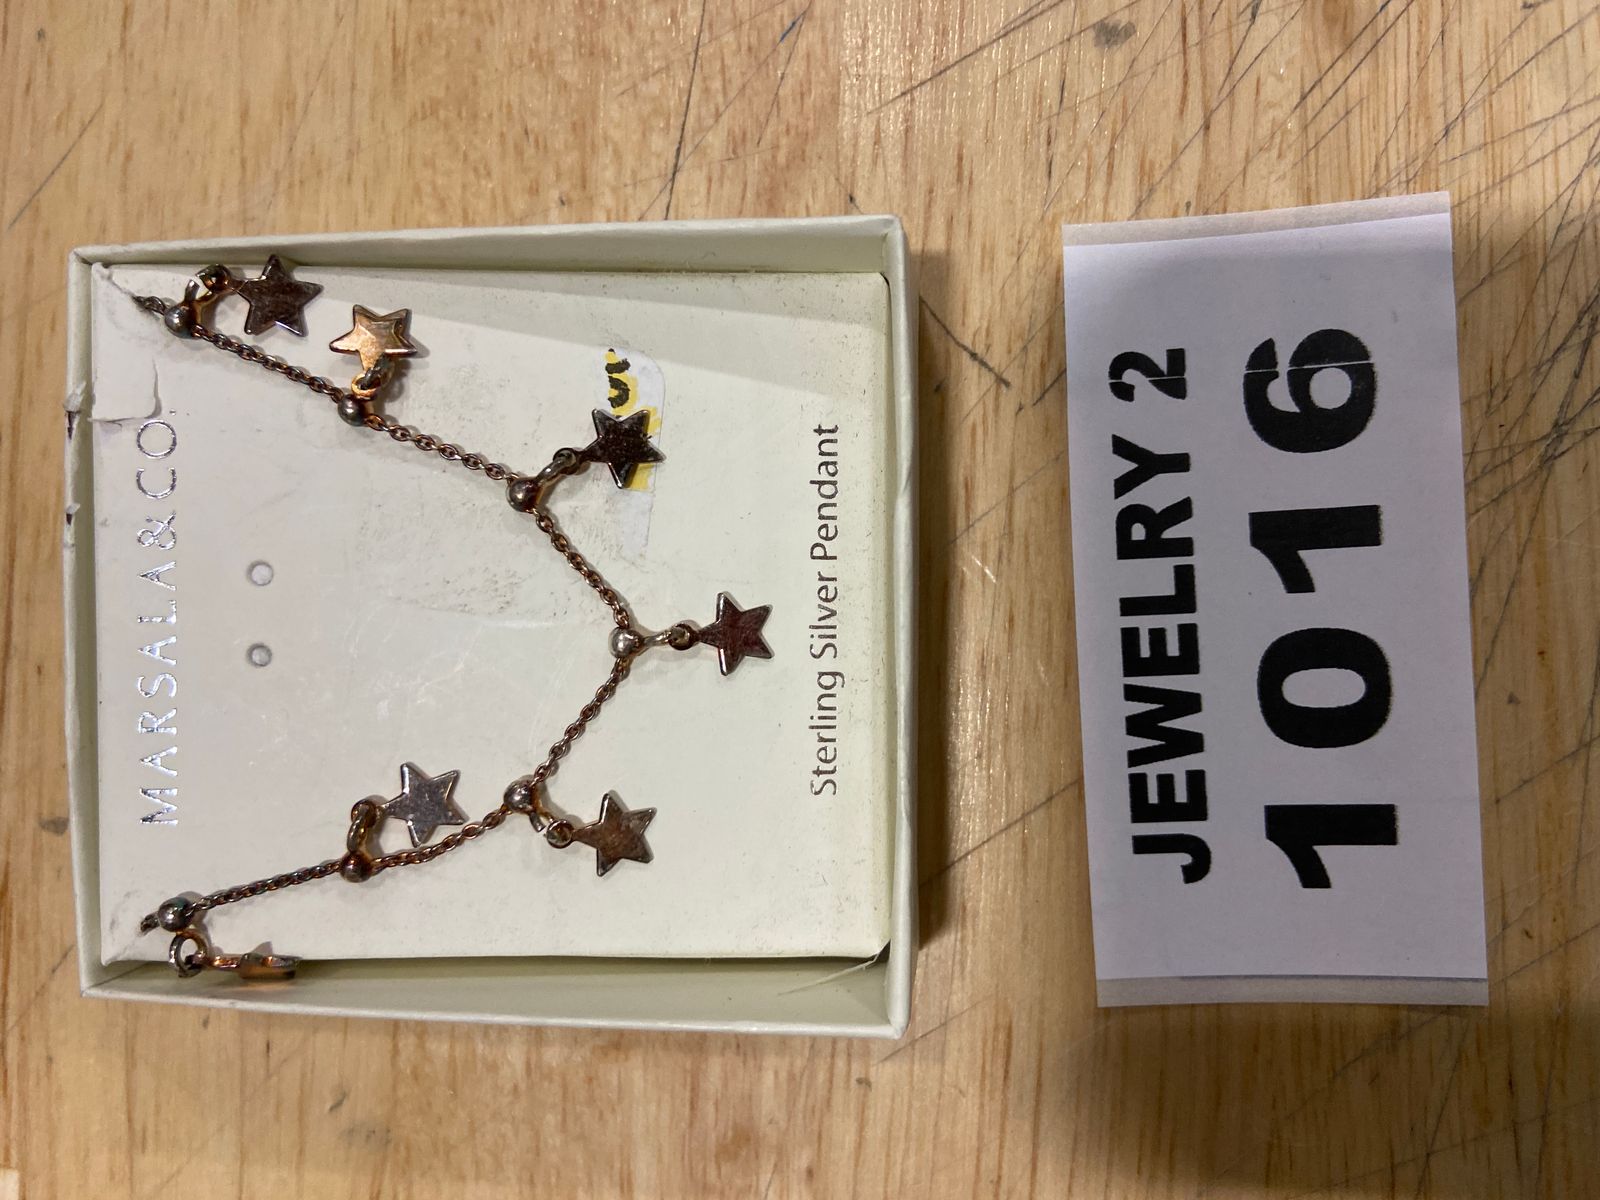 MARSALA & CO.
Sterling Silver Pendant
JEWELRY 2
1016